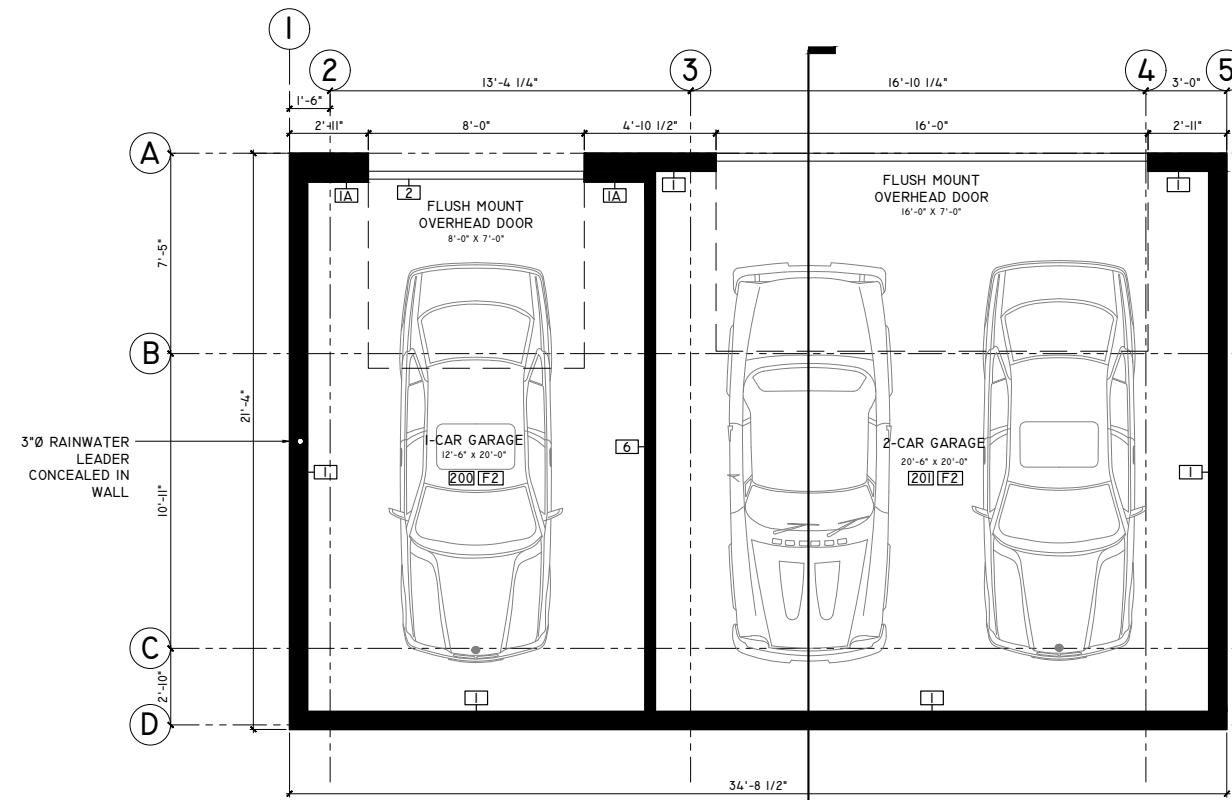 1
2
3
4
5
13'-4 1/4"
16'-10 1/4"
3'-0"
1'-6"
2'-11"
8'-0"
4'-10 1/2"
16'-0"
2'-11"
A
1A
2
1A
1
1
FLUSH MOUNT
OVERHEAD DOOR
8'-0" X 7'-0"
FLUSH MOUNT
OVERHEAD DOOR
16'-0" X 7'-0"
7'-5"
B
21'-4"
3"Ø RAINWATER
LEADER
CONCEALED IN
WALL
1
1-CAR GARAGE
12'-6" x 20'-0"
200 F2
6
2-CAR GARAGE
20'-6" x 20'-0"
201 F2
1
10'-11"
C
2'-10"
1
1
D
34'-8 1/2"